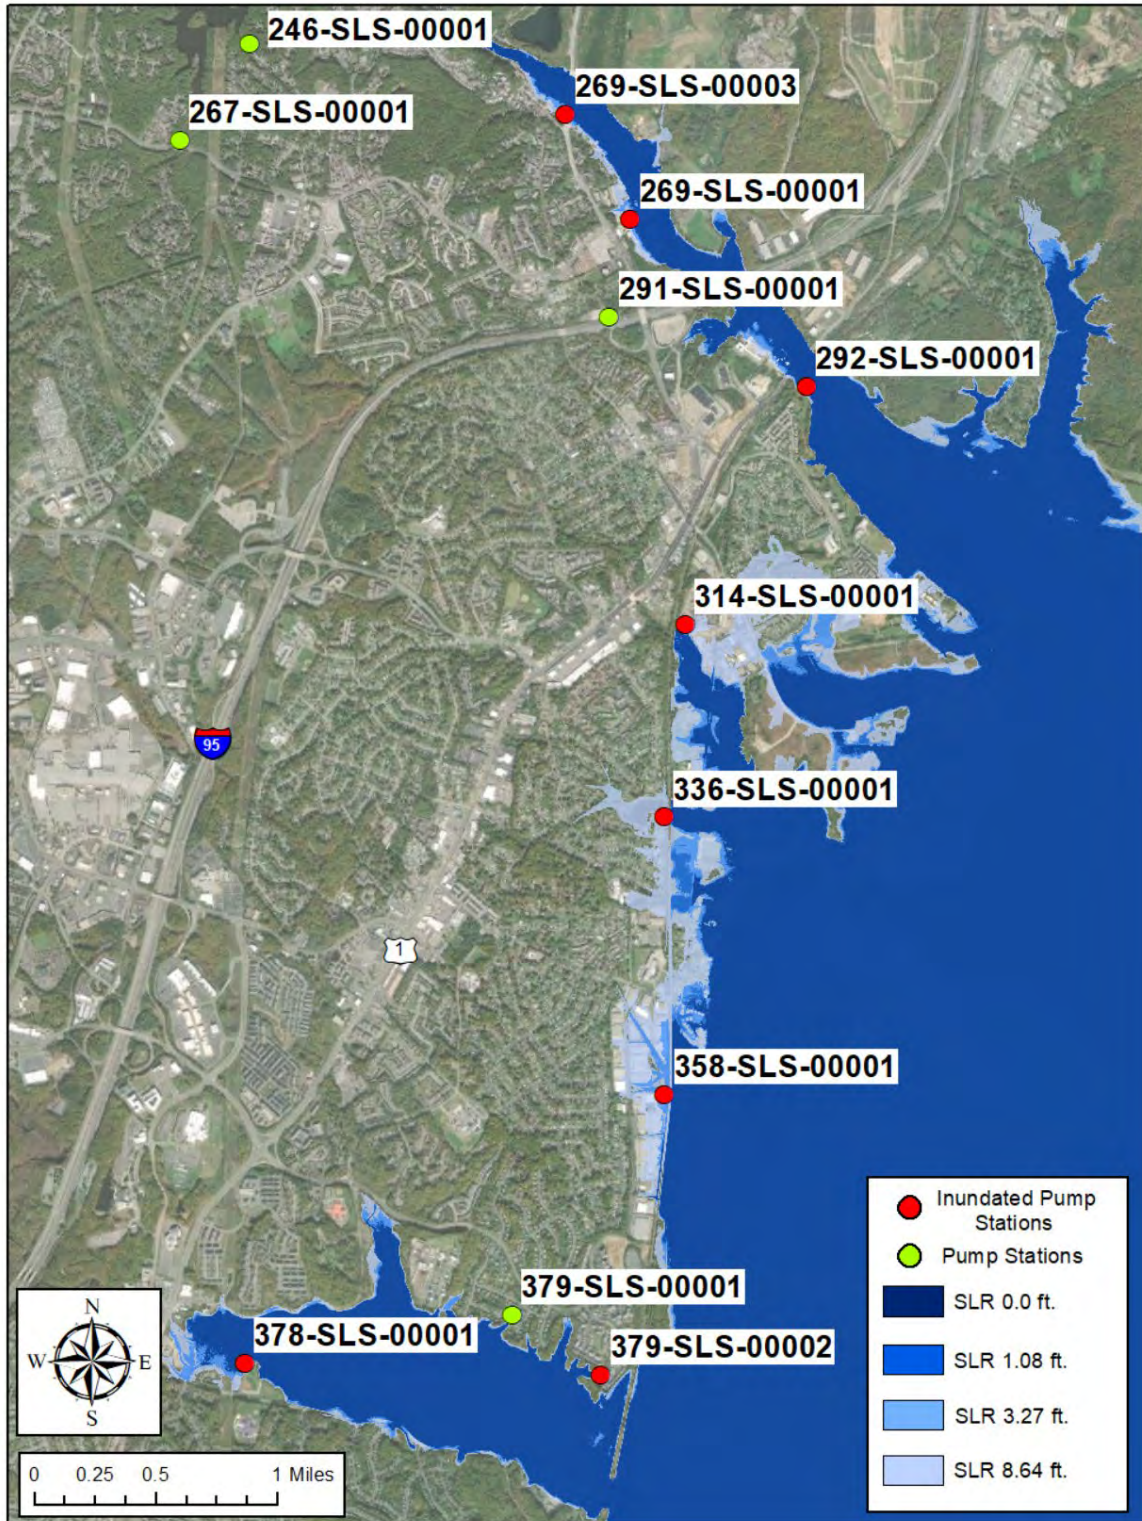 246-SLS-00001
269-SLS-00003
267-SLS-00001
269-SLS-00001
291-SLS-00001
292-SLS-00001
314-SLS-00001
95
336-SLS-00001
1
358-SLS-00001
Inundated Pump
Stations
Pump Stations
SLR 0.0 ft.
SLR 1.08 ft.
SLR 3.27 ft.
SLR 8.64 ft.
379-SLS-00001
378-SLS-00001
379-SLS-00002
N
W E
S
0 0.25 0.5 1 Miles